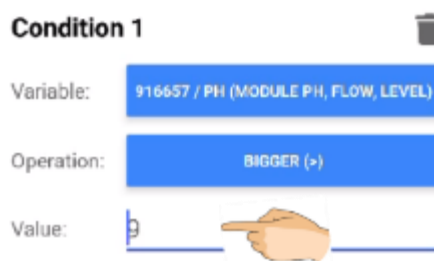 Condition 1
Variable: 916657 / PH (MODULE PH, FLOW, LEVEL)
Operation: BIGGER (>)
Value: 9